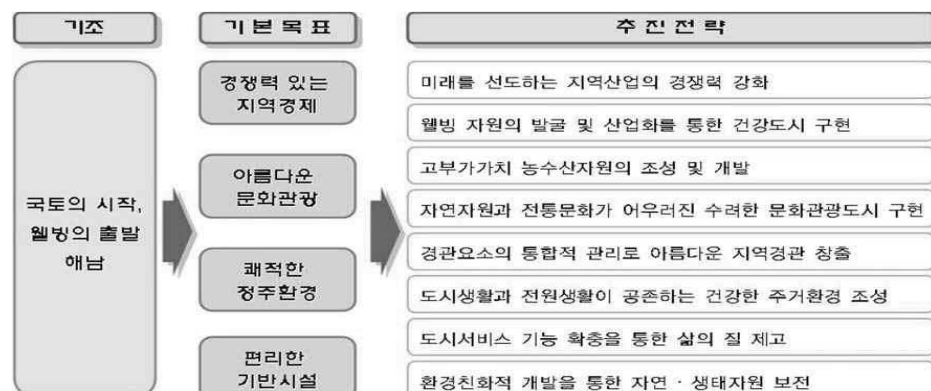 기조
기본목표
추진전략
국토의 시작,
웰빙의 출발
해남
경쟁력 있는
지역경제
아름다운
문화관광
쾌적한
정주환경
편리한
기반시설
미래를 선도하는 지역산업의 경쟁력 강화
웰빙 자원의 발굴 및 산업화를 통한 건강도시 구현
고부가가치 농수산자원의 조성 및 개발
자연자원과 전통문화가 어우러진 수려한 문화관광도시 구현
경관요소의 통합적 관리로 아름다운 지역경관 창출
도시생활과 전원생활이 공존하는 건강한 주거환경 조성
도시서비스 기능 확충을 통한 삶의 질 제고
환경친화적 개발을 통한 자연 · 생태자원 보전